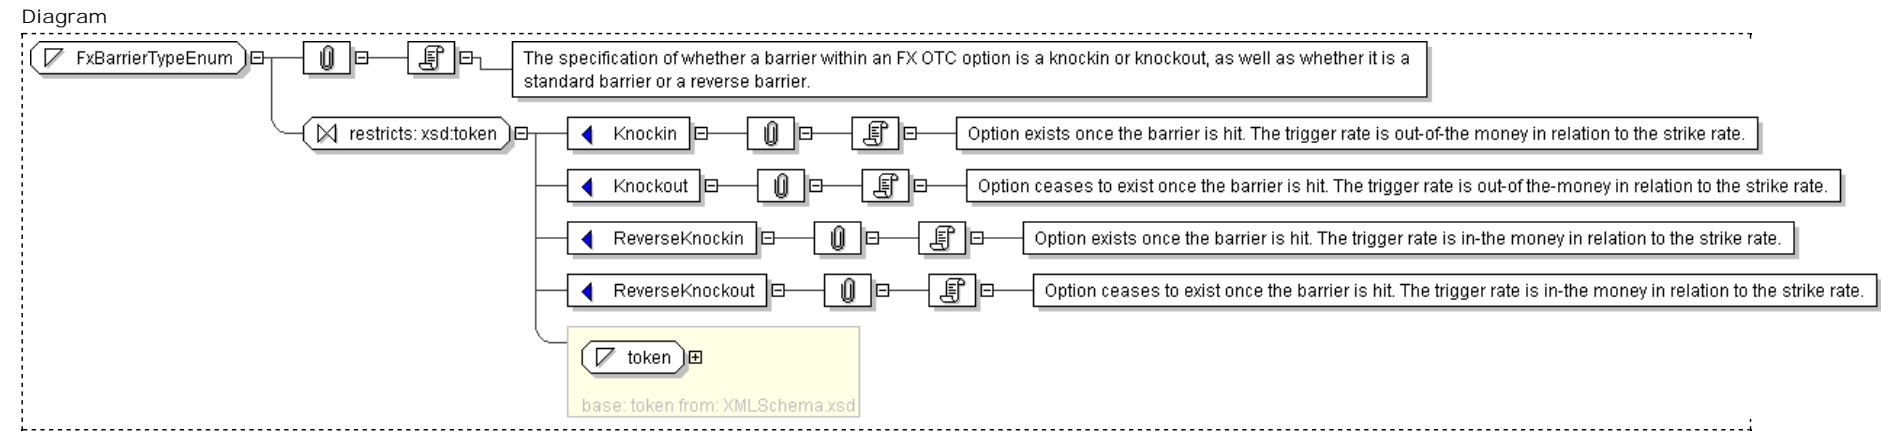 Diagram
FxBarrierTypeEnum
The specification of whether a barrier within an FX OTC option is a knockin or knockout, as well as whether it is a
standard barrier or a reverse barrier.
restricts: xsd:token
Knockin
Option exists once the barrier is hit. The trigger rate is out-of-the money in relation to the strike rate.
Knockout
Option ceases to exist once the barrier is hit. The trigger rate is out-of the-money in relation to the strike rate.
ReverseKnockin
Option exists once the barrier is hit. The trigger rate is in-the money in relation to the strike rate.
ReverseKnockout
Option ceases to exist once the barrier is hit. The trigger rate is in-the money in relation to the strike rate.
token
base: token from: XMLSchema.xsd